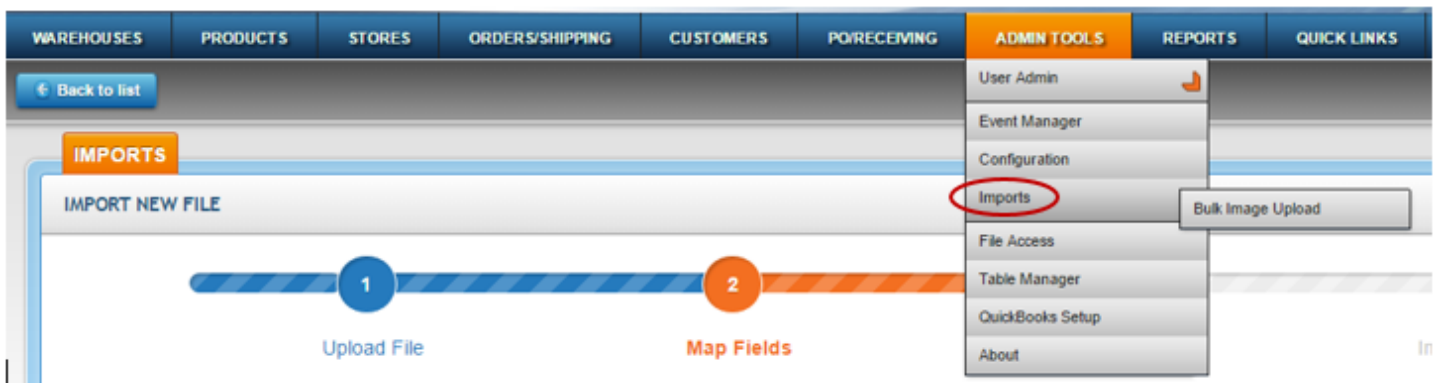 WAREHOUSES PRODUCTS STORES ORDERS/SHIPPING CUSTOMERS PO/RECEIVING ADMIN TOOLS REPORTS QUICK LINKS
Back to list
User Admin
Event Manager
IMPORTS
Configuration
IMPORT NEW FILE
Imports
Bulk Image Upload
File Access
1
2
Table Manager
QuickBooks Setup
Upload File
Map Fields
About